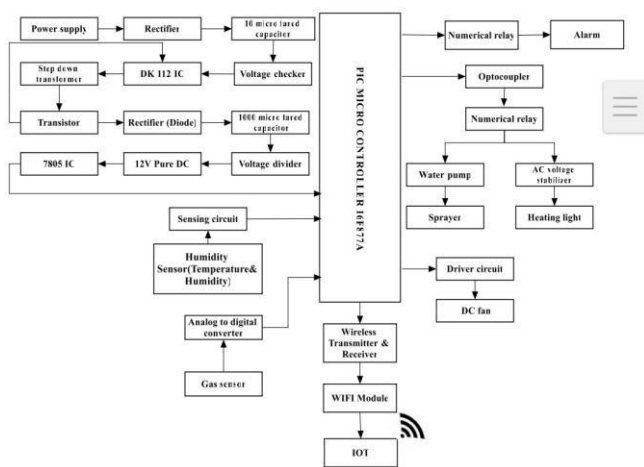 Power supply
Rectifier
10 micro fared
capacitor
Numerical relay
Alarm
Step down
transformer
DK 112 IC
Voltage checker
Optocoupler
Transistor
Rectifier (Diode)
1000 micro fared
capacitor
Numerical relay
7805 IC
12V Pure DC
Voltage divider
Water pump
AC voltage
stabilizer
Sprayer
Heating light
PIC MICRO CONTROLLER 16F877A
Sensing circuit
Humidity
Sensor(Temperature&
Humidity)
Driver circuit
DC fan
Analog to digital
converter
Gas sensor
Wireless
Transmitter &
Receiver
WIFI Module
IOT